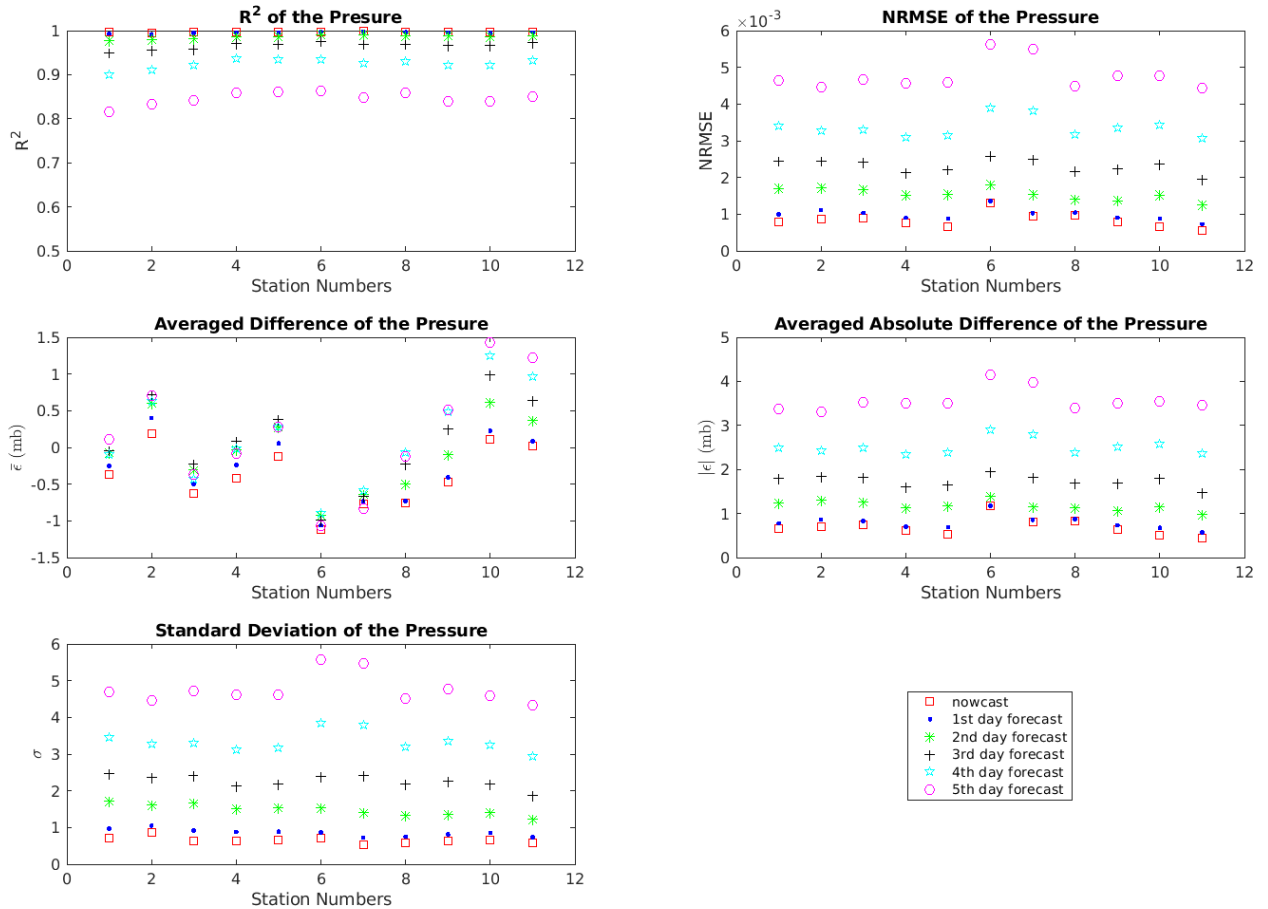 R² of the Presure
1
0.9
0.8
0.7
0.6
0.5
R²
0 2 4 6 8 10 12
Station Numbers
NRMSE of the Pressure
×10⁻³
6
5
4
3
2
1
0
NRMSE
0 2 4 6 8 10 12
Station Numbers
Averaged Difference of the Presure
1.5
1
0.5
0
-0.5
-1
-1.5
ε̄ (mb)
0 2 4 6 8 10 12
Station Numbers
Averaged Absolute Difference of the Pressure
5
4
3
2
1
0
|ε| (mb)
0 2 4 6 8 10 12
Station Numbers
Standard Deviation of the Pressure
6
5
4
3
2
1
0
σ
0 2 4 6 8 10 12
Station Numbers
nowcast
1st day forecast
2nd day forecast
3rd day forecast
4th day forecast
5th day forecast